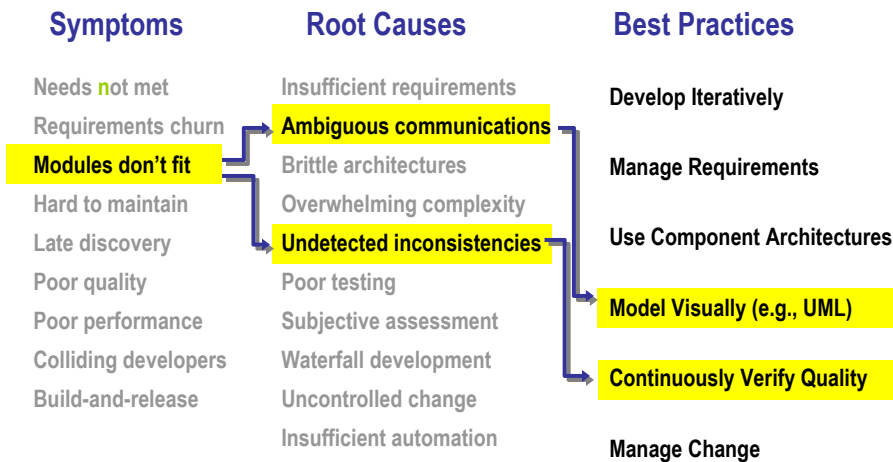 Symptoms
Needs not met
Requirements churn
Modules don't fit
Hard to maintain
Late discovery
Poor quality
Poor performance
Colliding developers
Build-and-release
Root Causes
Insufficient requirements
Ambiguous communications
Brittle architectures
Overwhelming complexity
Undetected inconsistencies
Poor testing
Subjective assessment
Waterfall development
Uncontrolled change
Insufficient automation
Best Practices
Develop Iteratively
Manage Requirements
Use Component Architectures
Model Visually (e.g., UML)
Continuously Verify Quality
Manage Change